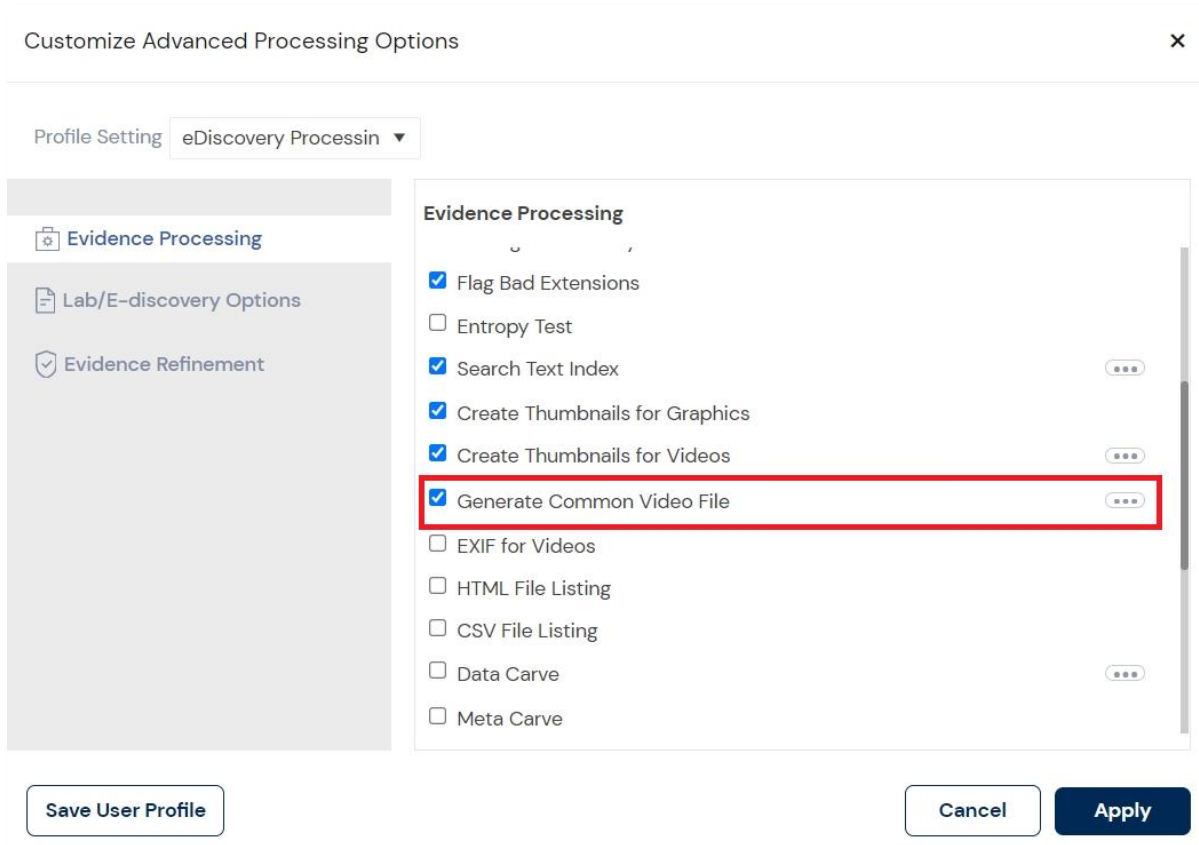 Customize Advanced Processing Options
Profile Setting eDiscovery Processin
Evidence Processing
Lab/E-discovery Options
Evidence Refinement
Evidence Processing
Flag Bad Extensions
Entropy Test
Search Text Index
Create Thumbnails for Graphics
Create Thumbnails for Videos
Generate Common Video File
EXIF for Videos
HTML File Listing
CSV File Listing
Data Carve
Meta Carve
Save User Profile
Cancel
Apply